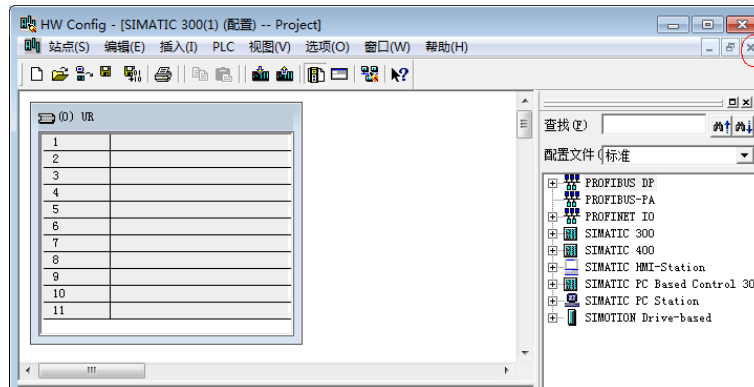 HW Config - [SIMATIC 300(1) (配置) -- Project]
站点(S) 编辑(E) 插入(I) PLC 视图(V) 选项(O) 窗口(W) 帮助(H)
(0) UR
1
2
3
4
5
6
7
8
9
10
11
查找(F)
配置文件( 标准
PROFIBUS DP
PROFIBUS-PA
PROFINET IO
SIMATIC 300
SIMATIC 400
SIMATIC HMI-Station
SIMATIC PC Based Control 30
SIMATIC PC Station
SIMOTION Drive-based